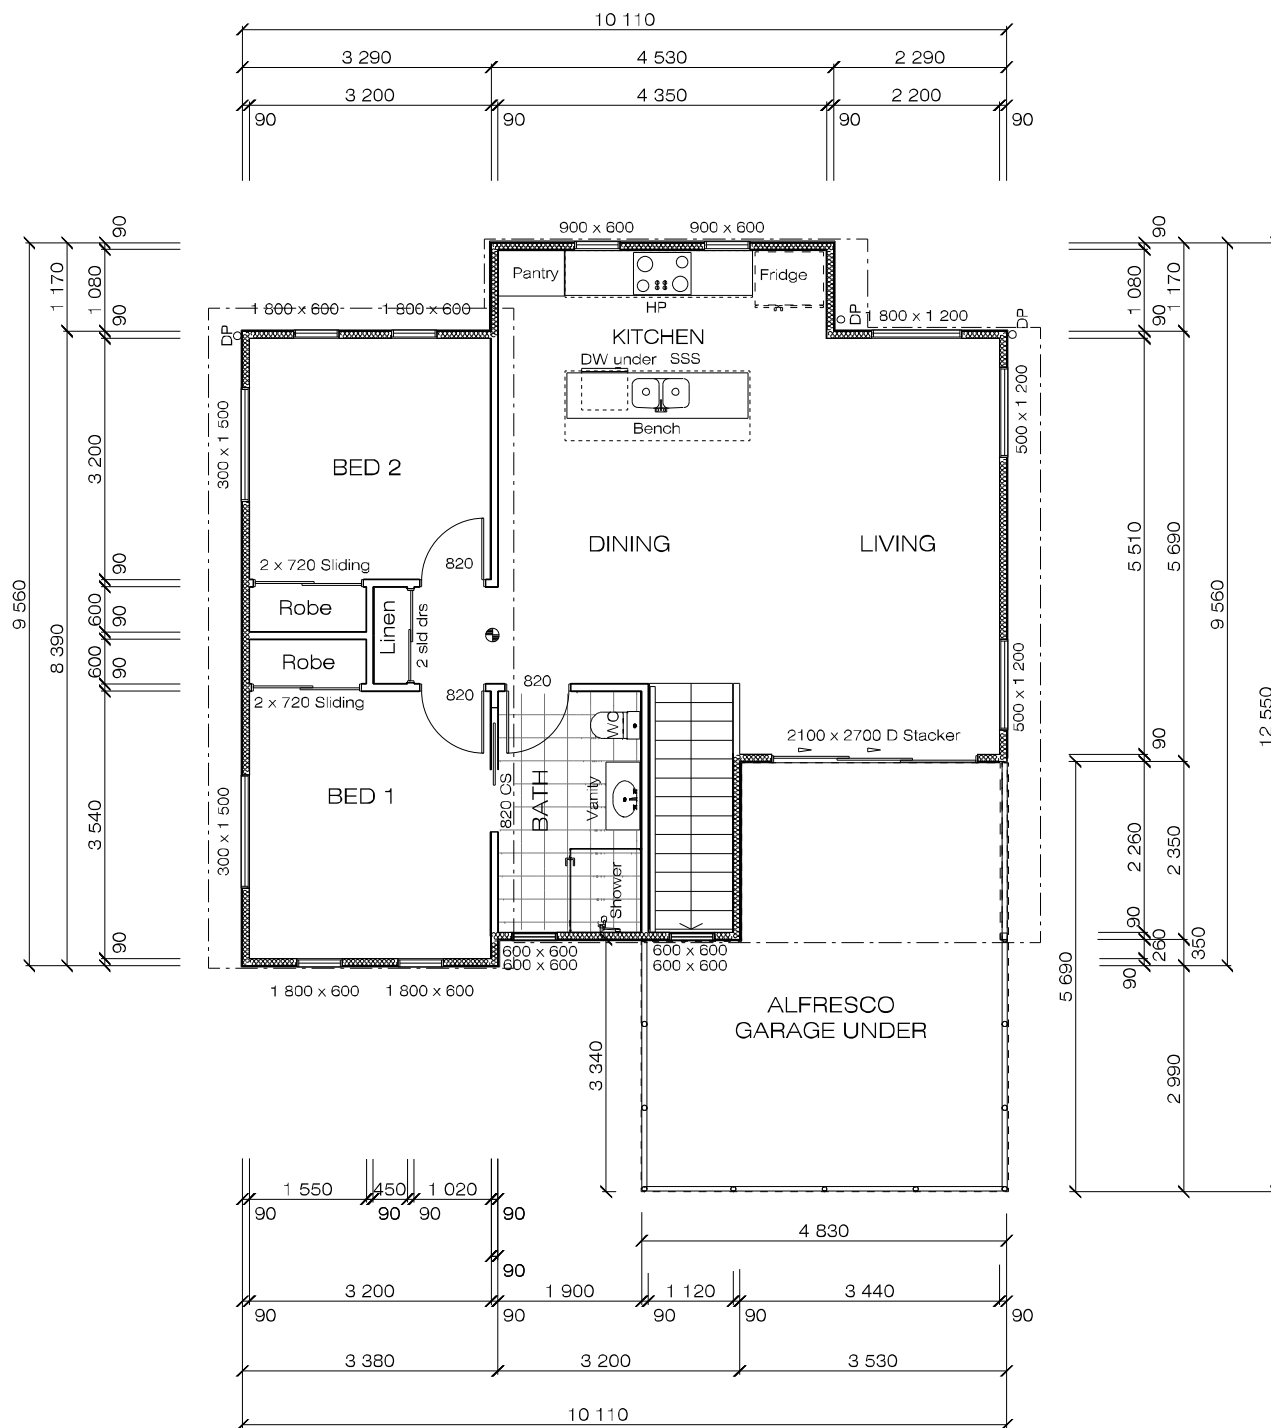 10 110
3 290 4 530 2 290
3 200 4 350 2 200
90 90 90 90
900 x 600 900 x 600
Pantry Fridge
HP
KITCHEN
DW under SSS
Bench
DP
1 800 x 600 1 800 x 600
DP
1 800 x 1 200
DP
90
1 170
1 080
90
90
1 080
1 170
90
300 x 1 500
500 x 1 200
BED 2
3 200
DINING LIVING
5 510
5 690
2 x 720 Sliding
820
90
Robe
Linen
2 sld drs
600
90
9 560
9 560
8 390
Robe
600
90
820
820
2 x 720 Sliding
500 x 1 200
12 550
WC
2100 x 2700 D Stacker
90
BED 1
300 x 1 500
3 540
820 CS
BATH
Vanity
2 260
2 350
Shower
90
90
260
350
90
600 x 600 600 x 600
600 x 600 600 x 600
1 800 x 600 1 800 x 600
5 690
ALFRESCO
GARAGE UNDER
3 340
2 990
1 550 450 1 020
90 90 90 90
90
4 830
3 200 1 900 1 120 3 440
90 90 90 90
3 380 3 200 3 530
10 110